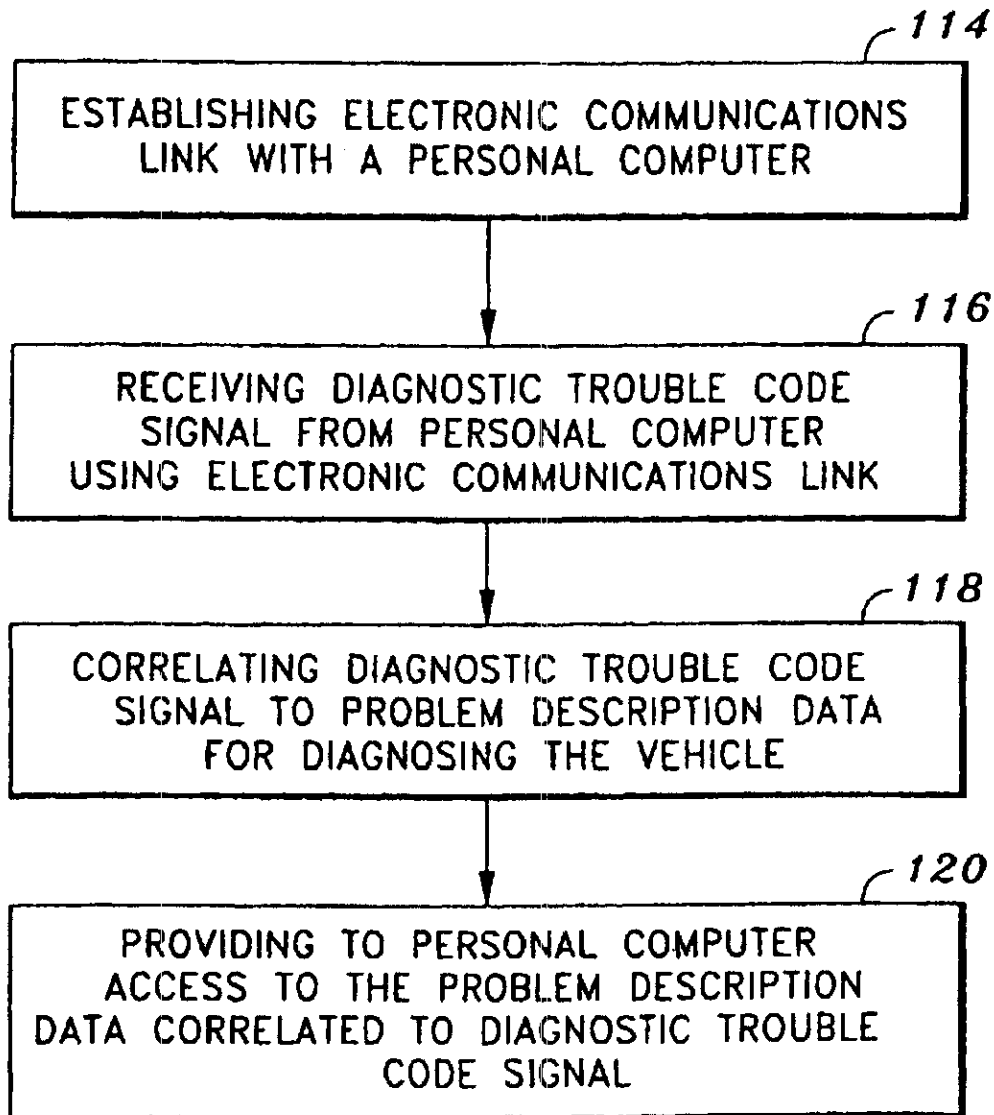 114
ESTABLISHING ELECTRONIC COMMUNICATIONS
LINK WITH A PERSONAL COMPUTER
116
RECEIVING DIAGNOSTIC TROUBLE CODE
SIGNAL FROM PERSONAL COMPUTER
USING ELECTRONIC COMMUNICATIONS LINK
118
CORRELATING DIAGNOSTIC TROUBLE CODE
SIGNAL TO PROBLEM DESCRIPTION DATA
FOR DIAGNOSING THE VEHICLE
120
PROVIDING TO PERSONAL COMPUTER
ACCESS TO THE PROBLEM DESCRIPTION
DATA CORRELATED TO DIAGNOSTIC TROUBLE
CODE SIGNAL